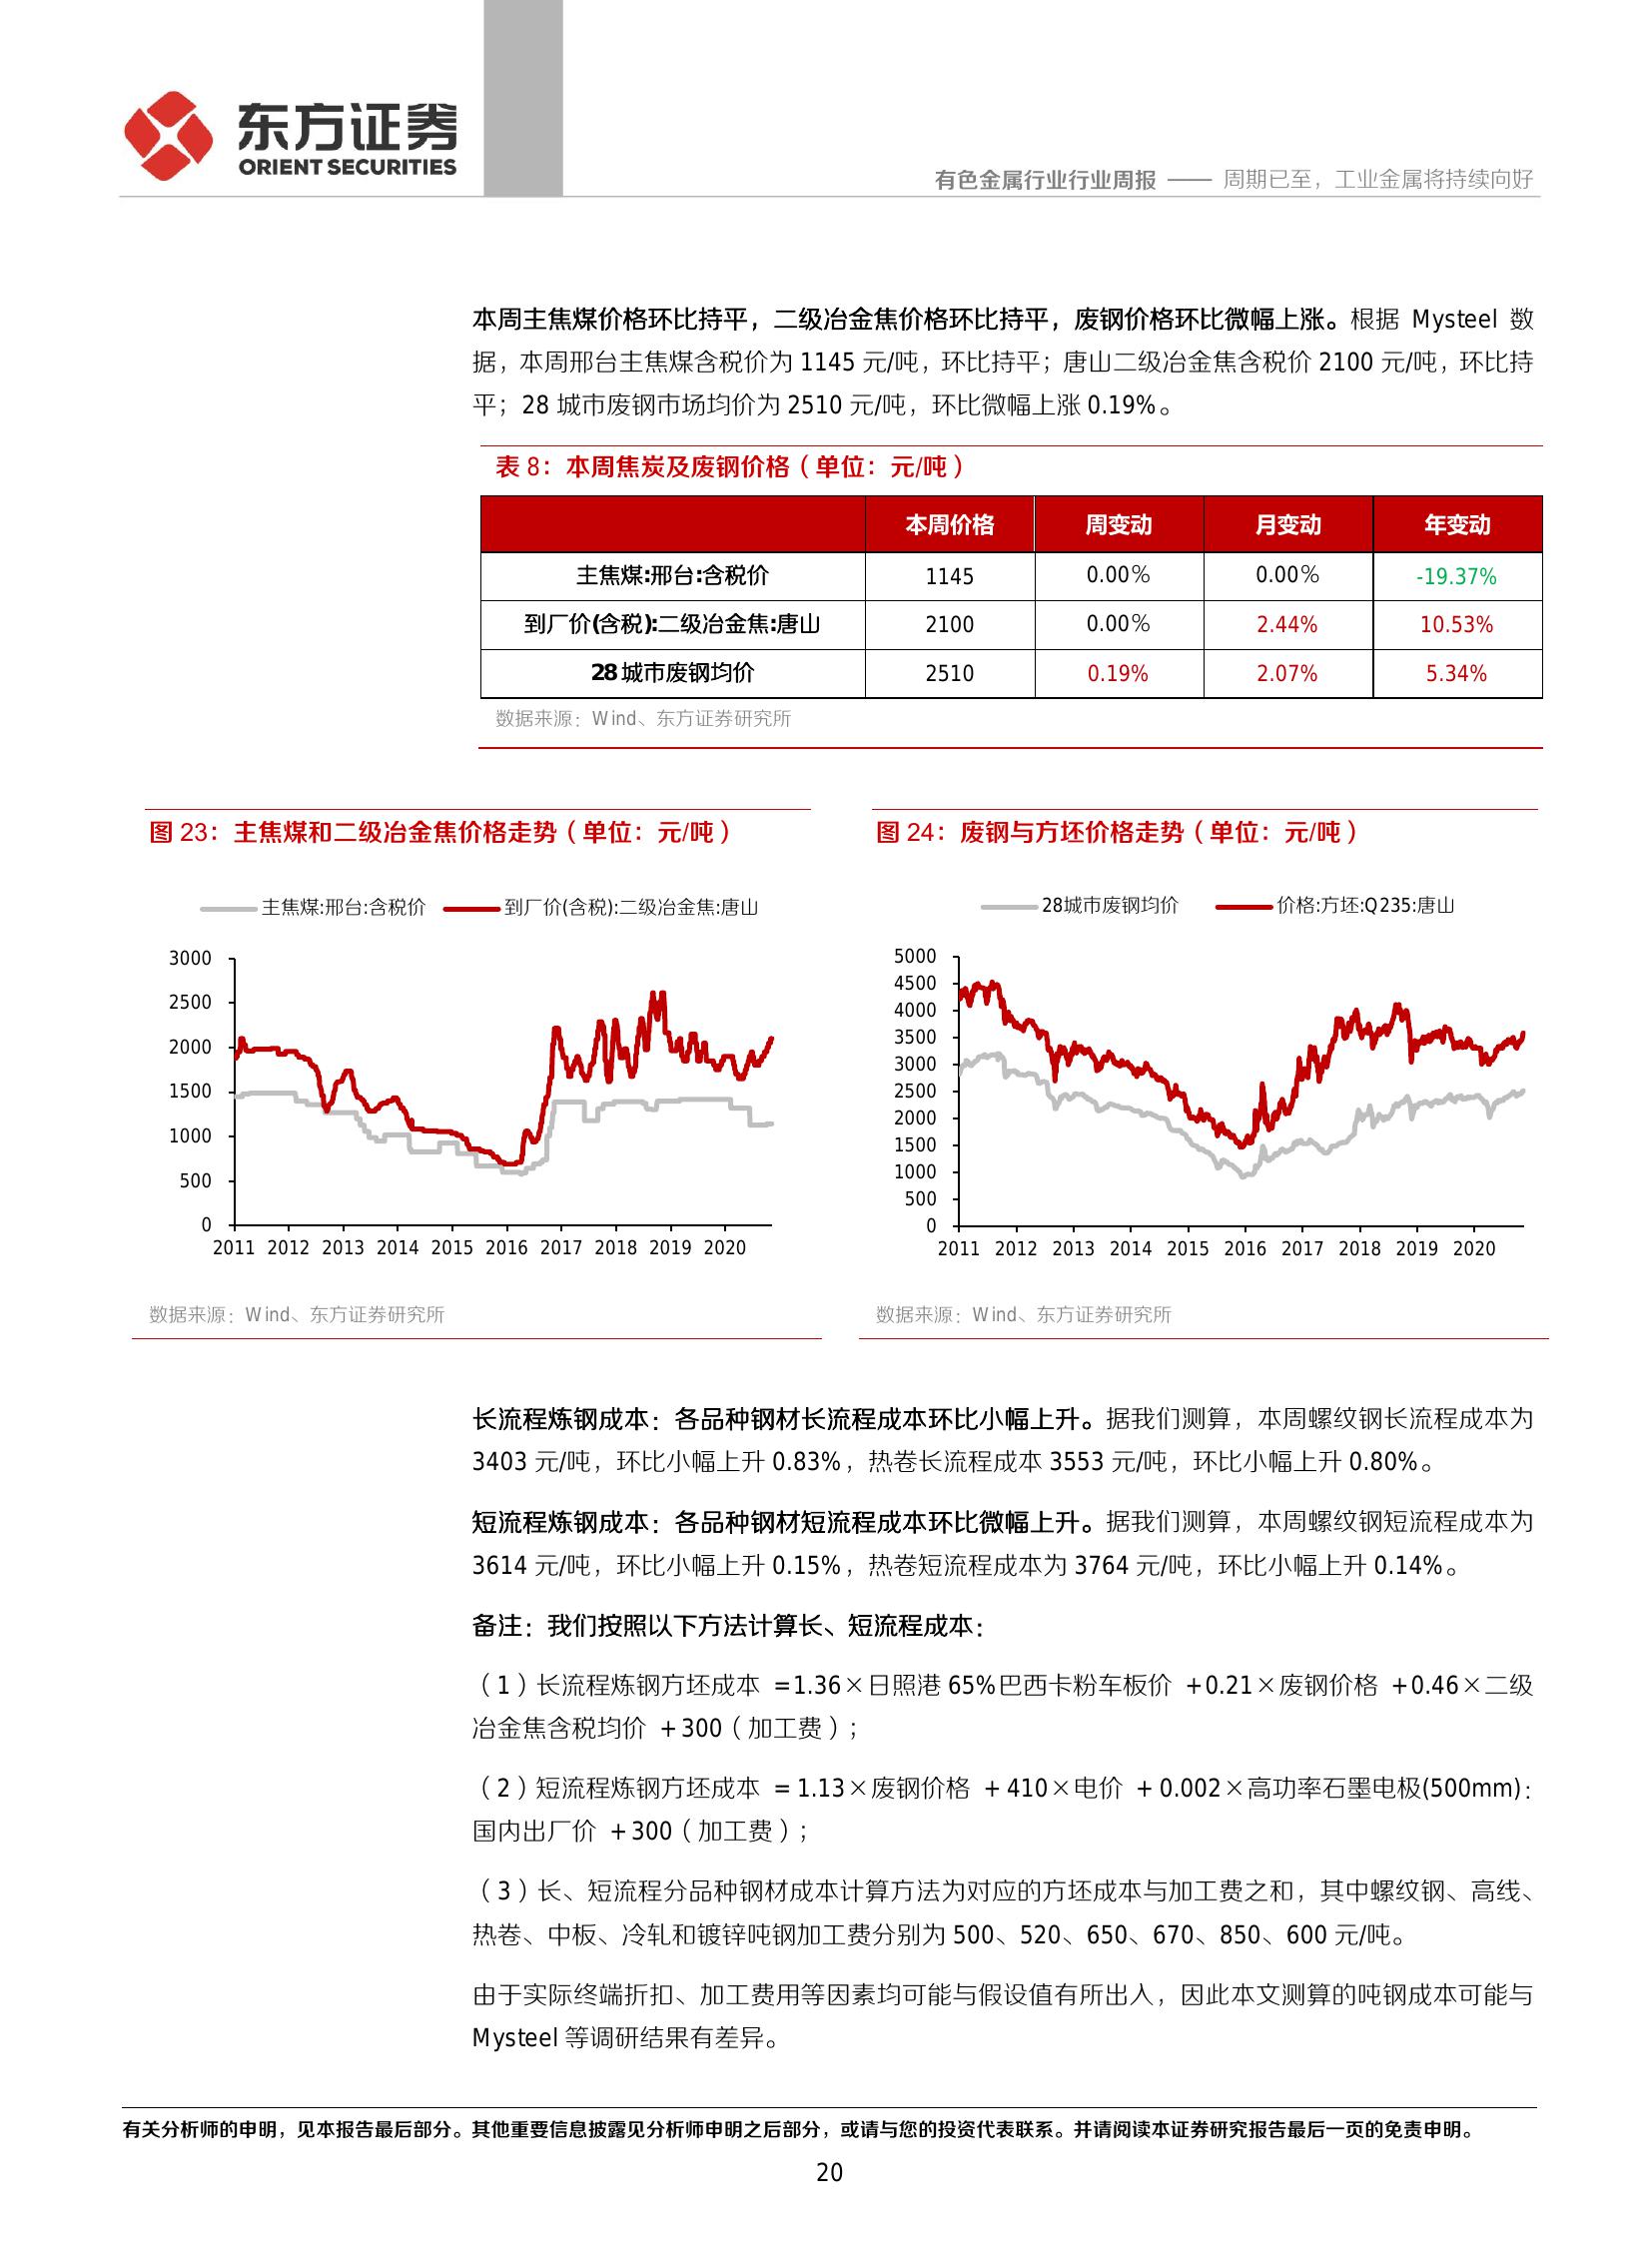 东方证券
ORIENT SECURITIES
有色金属行业行业周报 —— 周期已至，工业金属将持续向好
本周主焦煤价格环比持平，二级冶金焦价格环比持平，废钢价格环比微幅上涨。根据 Mysteel 数
据，本周邢台主焦煤含税价为 1145 元/吨，环比持平；唐山二级冶金焦含税价 2100 元/吨，环比持
平；28 城市废钢市场均价为 2510 元/吨，环比微幅上涨 0.19%。
表 8：本周焦炭及废钢价格（单位：元/吨）
本周价格 周变动 月变动 年变动
主焦煤:邢台:含税价 1145 0.00% 0.00% -19.37%
到厂价(含税):二级冶金焦:唐山 2100 0.00% 2.44% 10.53%
28 城市废钢均价 2510 0.19% 2.07% 5.34%
数据来源：Wind、东方证券研究所
图 23：主焦煤和二级冶金焦价格走势（单位：元/吨）
主焦煤:邢台:含税价 到厂价(含税):二级冶金焦:唐山
3000
2500
2000
1500
1000
500
0
2011 2012 2013 2014 2015 2016 2017 2018 2019 2020
数据来源：Wind、东方证券研究所
图 24：废钢与方坯价格走势（单位：元/吨）
28城市废钢均价 价格:方坯:Q235:唐山
5000
4500
4000
3500
3000
2500
2000
1500
1000
500
0
2011 2012 2013 2014 2015 2016 2017 2018 2019 2020
数据来源：Wind、东方证券研究所
长流程炼钢成本：各品种钢材长流程成本环比小幅上升。据我们测算，本周螺纹钢长流程成本为
3403 元/吨，环比小幅上升 0.83%，热卷长流程成本 3553 元/吨，环比小幅上升 0.80%。
短流程炼钢成本：各品种钢材短流程成本环比微幅上升。据我们测算，本周螺纹钢短流程成本为
3614 元/吨，环比小幅上升 0.15%，热卷短流程成本为 3764 元/吨，环比小幅上升 0.14%。
备注：我们按照以下方法计算长、短流程成本：
（1）长流程炼钢方坯成本 =1.36×日照港 65%巴西卡粉车板价 +0.21×废钢价格 +0.46×二级
冶金焦含税均价 +300（加工费）；
（2）短流程炼钢方坯成本 =1.13×废钢价格 +410×电价 +0.002×高功率石墨电极(500mm)：
国内出厂价 +300（加工费）；
（3）长、短流程分品种钢材成本计算方法为对应的方坯成本与加工费之和，其中螺纹钢、高线、
热卷、中板、冷轧和镀锌吨钢加工费分别为 500、520、650、670、850、600 元/吨。
由于实际终端折扣、加工费用等因素均可能与假设值有所出入，因此本文测算的吨钢成本可能与
Mysteel 等调研结果有差异。
有关分析师的申明，见本报告最后部分。其他重要信息披露见分析师申明之后部分，或请与您的投资代表联系。并请阅读本证券研究报告最后一页的免责申明。
20